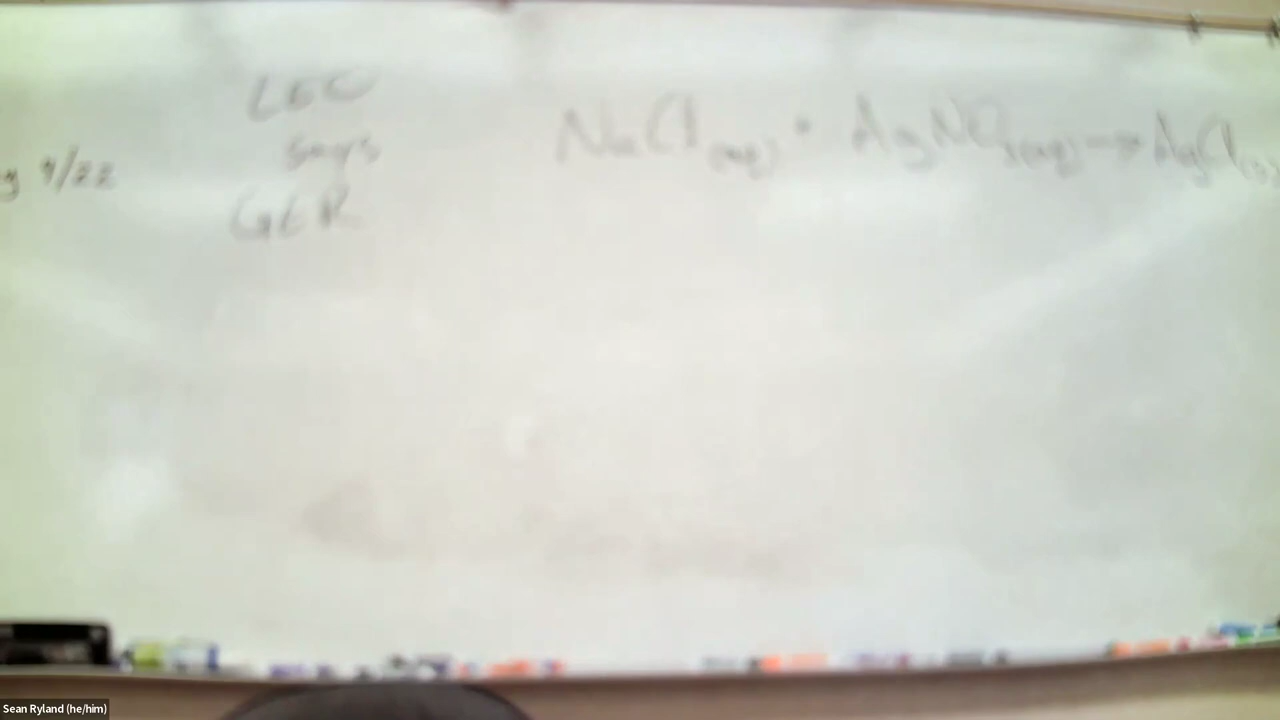 LEO
says
GER
y 4/22
NaCl (aq) + AgNO3(aq) → AgCl(s)
Sean Ryland (he/him)